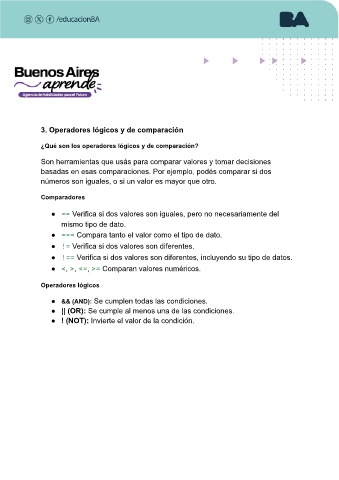 /educacionBA
BA
Buenos Aires
aprende
Agencia de Habilidades para el Futuro
3. Operadores lógicos y de comparación
¿Qué son los operadores lógicos y de comparación?
Son herramientas que usás para comparar valores y tomar decisiones
basadas en esas comparaciones. Por ejemplo, podés comparar si dos
números son iguales, o si un valor es mayor que otro.
Comparadores
● == Verifica si dos valores son iguales, pero no necesariamente del
mismo tipo de dato.
● === Compara tanto el valor como el tipo de dato.
● != Verifica si dos valores son diferentes.
● !== Verifica si dos valores son diferentes, incluyendo su tipo de datos.
● <, >, <=, >= Comparan valores numéricos.
Operadores lógicos
● && (AND): Se cumplen todas las condiciones.
● || (OR): Se cumple al menos una de las condiciones.
● ! (NOT): Invierte el valor de la condición.